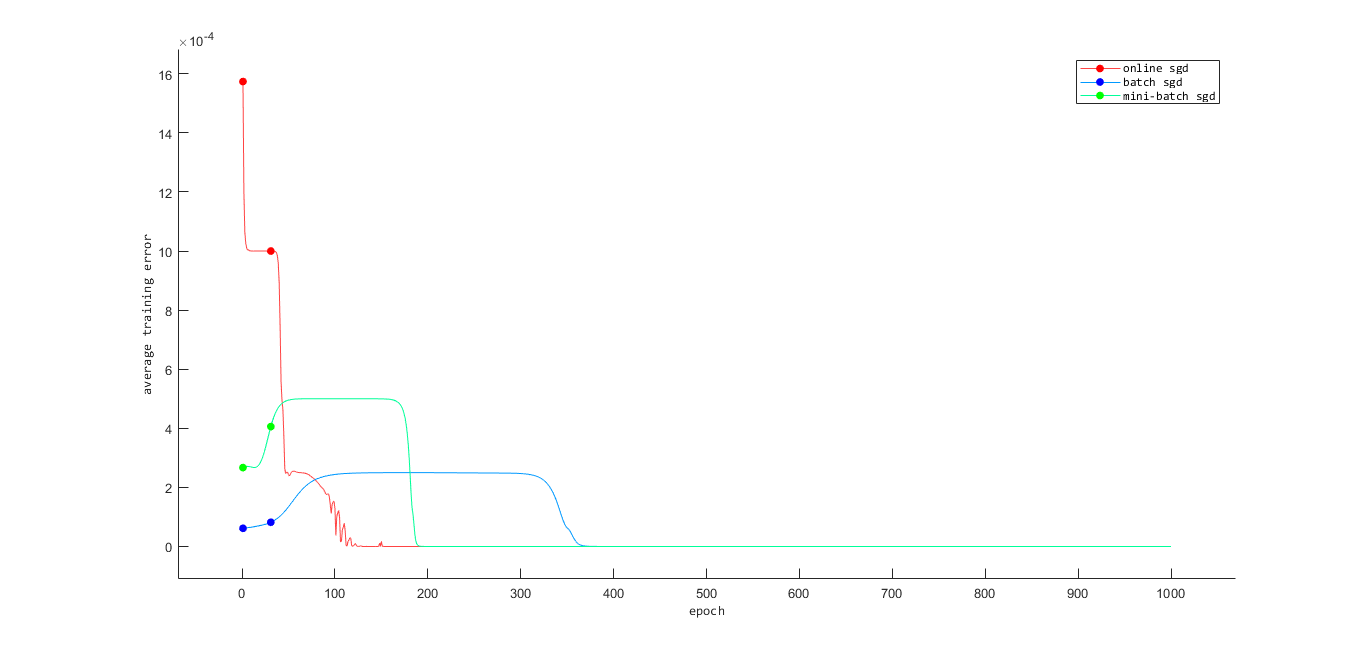 ×10-4
16
14
12
10
8
6
4
2
0
average training error
0 100 200 300 400 500 600 700 800 900 1000
epoch
online sgd
batch sgd
mini-batch sgd